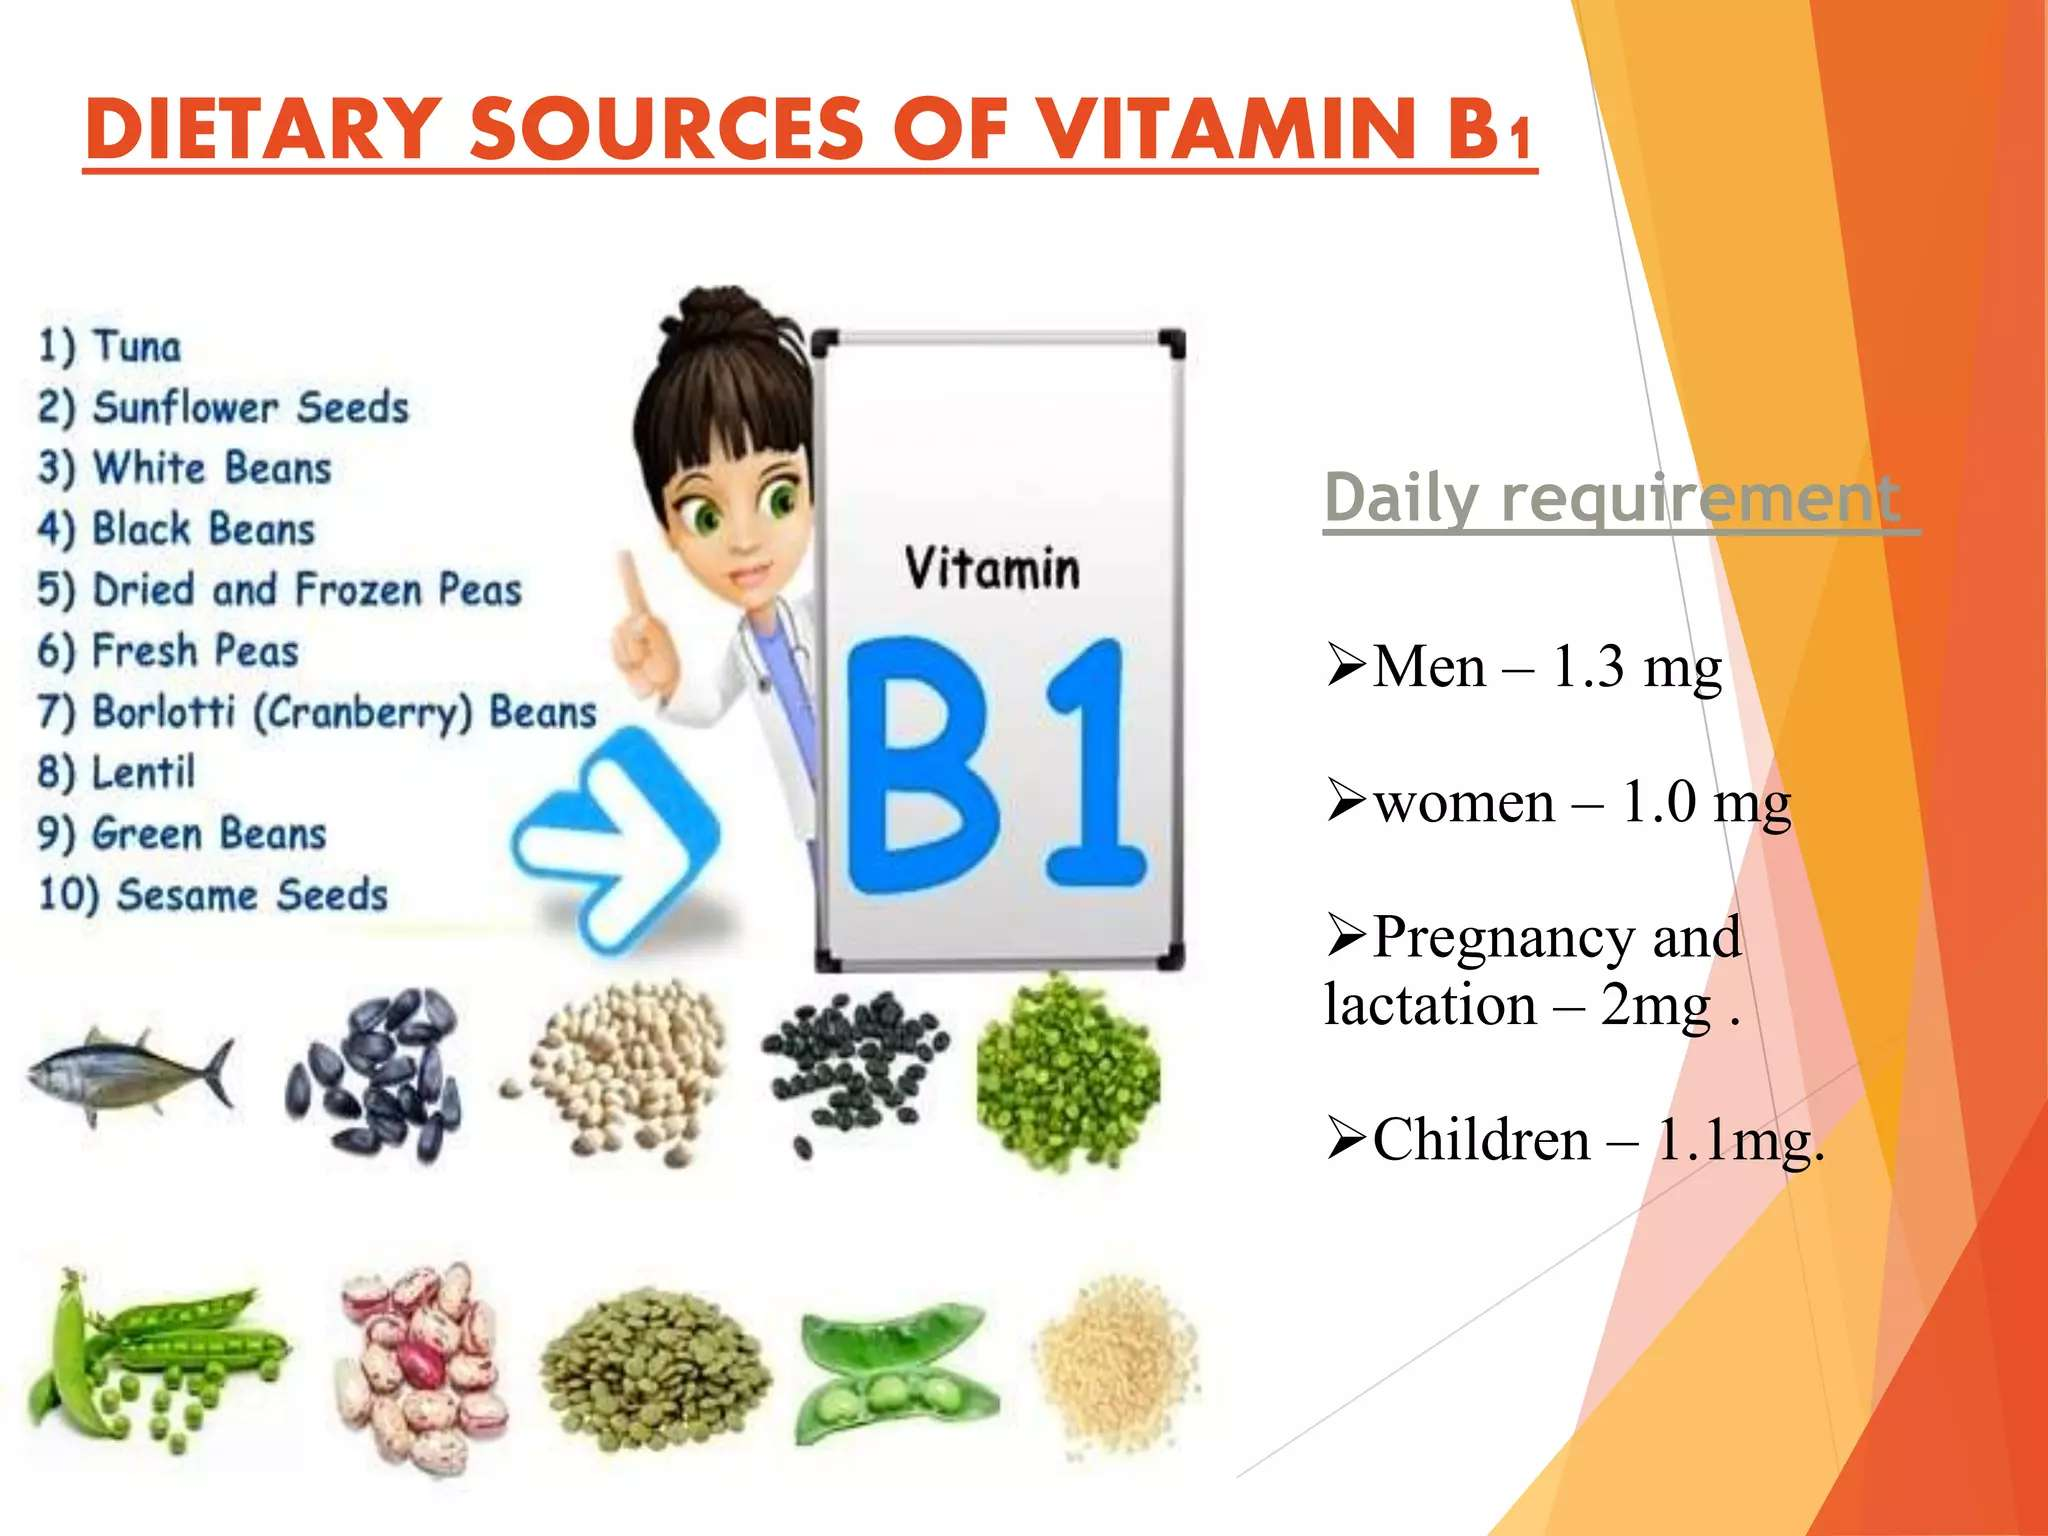 DIETARY SOURCES OF VITAMIN B1
1) Tuna
2) Sunflower Seeds
3) White Beans
4) Black Beans
5) Dried and Frozen Peas
6) Fresh Peas
7) Borlotti (Cranberry) Beans
8) Lentil
9) Green Beans
10) Sesame Seeds
Vitamin
B1
Daily requirement
➢Men – 1.3 mg
➢women – 1.0 mg
➢Pregnancy and
lactation – 2mg .
➢Children – 1.1mg.